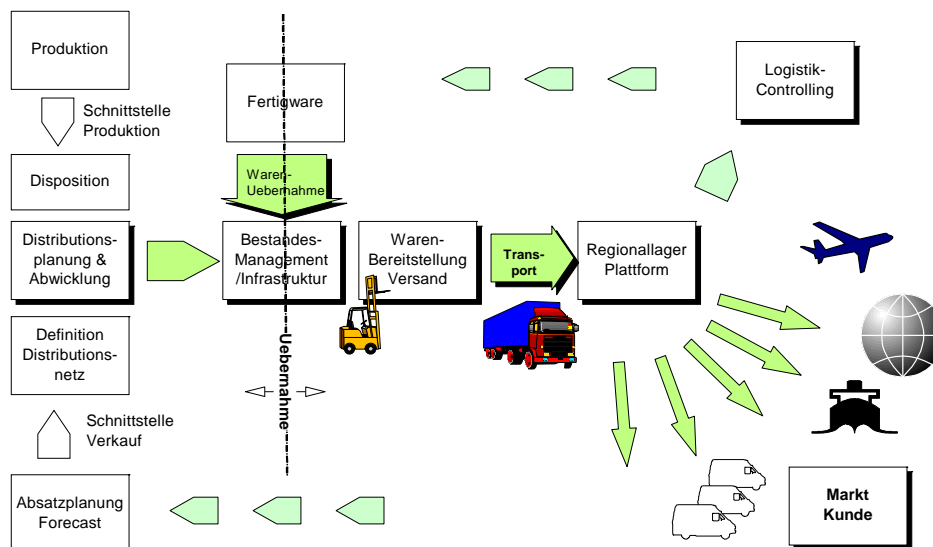 Produktion
Schnittstelle
Produktion
Disposition
Distributions-
planung &
Abwicklung
Definition
Distributions-
netz
Schnittstelle
Verkauf
Absatzplanung
Forecast
Fertigware
Waren-
Uebernahme
Bestandes-
Management
/Infrastruktur
Uebernahme
Waren-
Bereitstellung
Versand
Trans-
port
Regionallager
Plattform
Logistik-
Controlling
Markt
Kunde